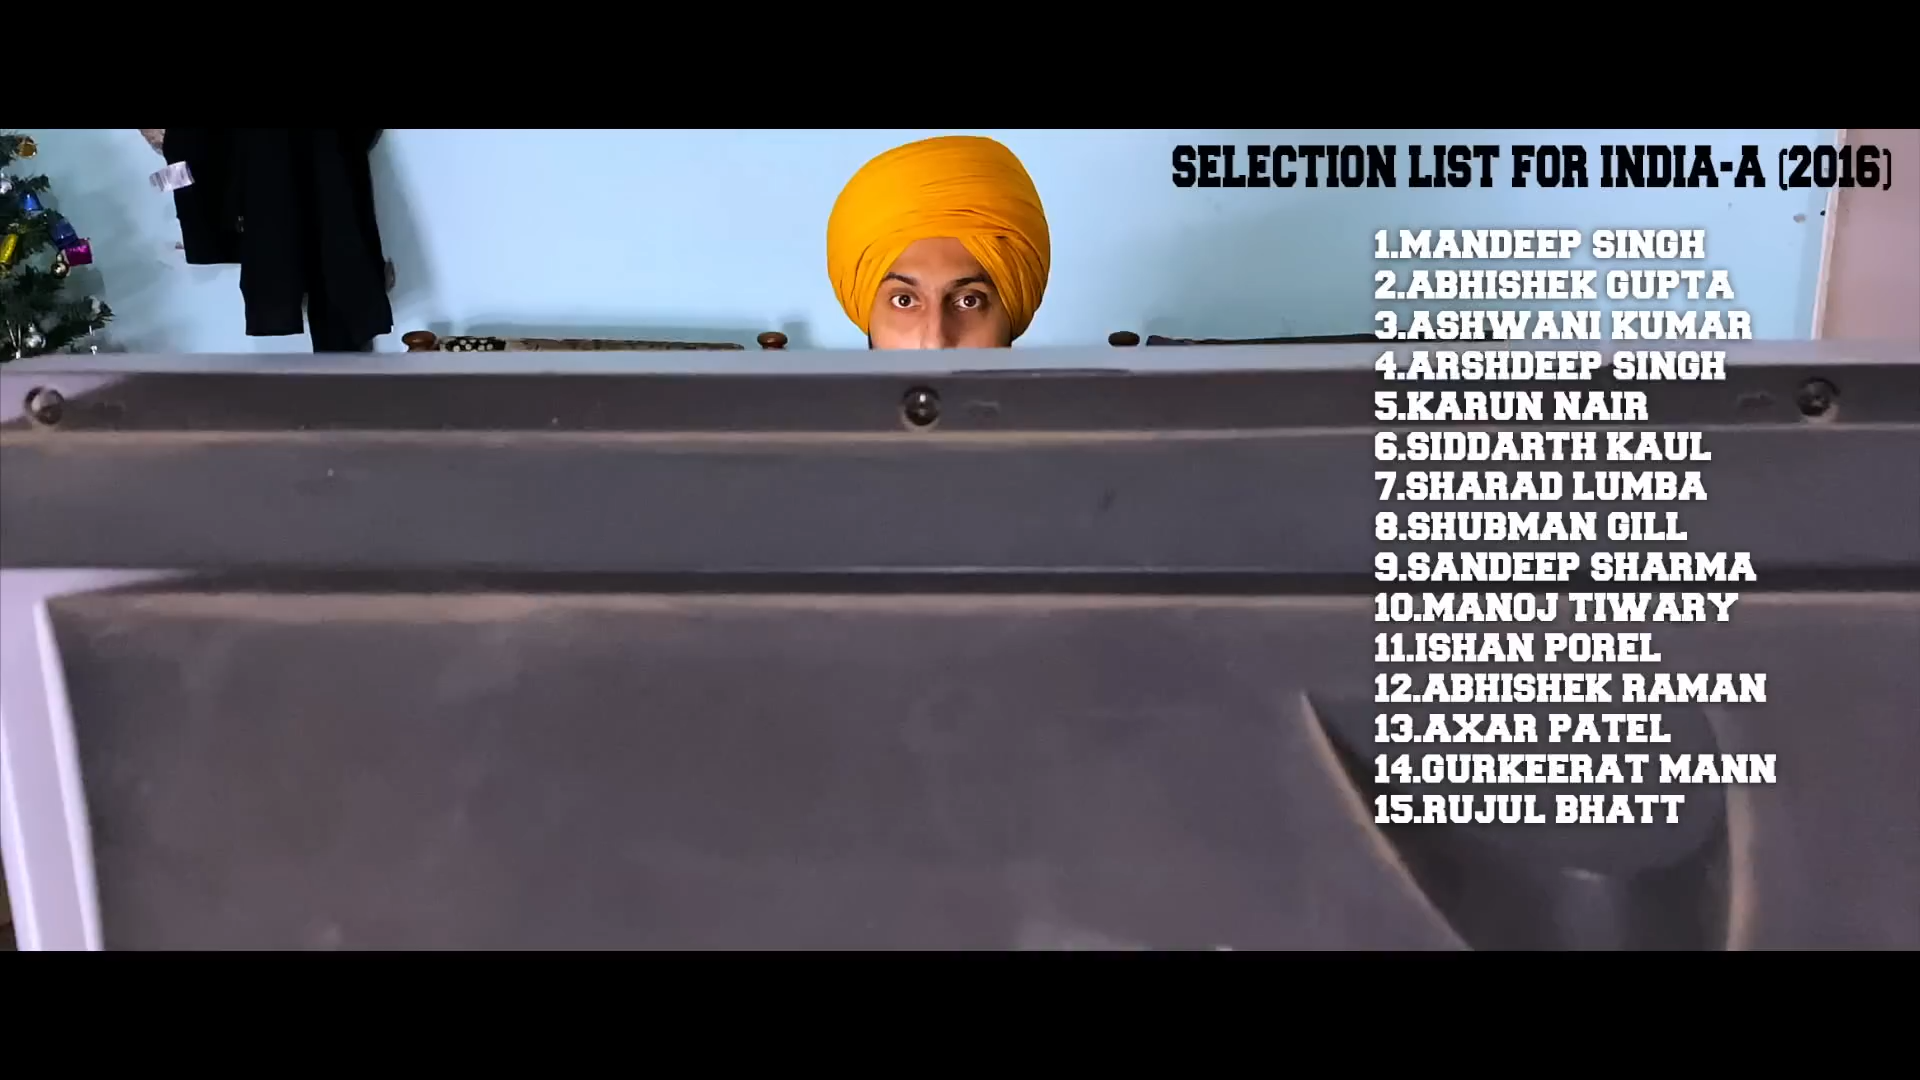 SELECTION LIST FOR INDIA-A (2016)
1.MANDEEP SINGH
2.ABHISHEK GUPTA
3.ASHWANI KUMAR
4.ARSHDEEP SINGH
5.KARUN NAIR
6.SIDDARTH KAUL
7.SHARAD LUMBA
8.SHUBMAN GILL
9.SANDEEP SHARMA
10.MANOJ TIWARY
11.ISHAN POREL
12.ABHISHEK RAMAN
13.AXAR PATEL
14.GURKEERAT MANN
15.RUJUL BHATT